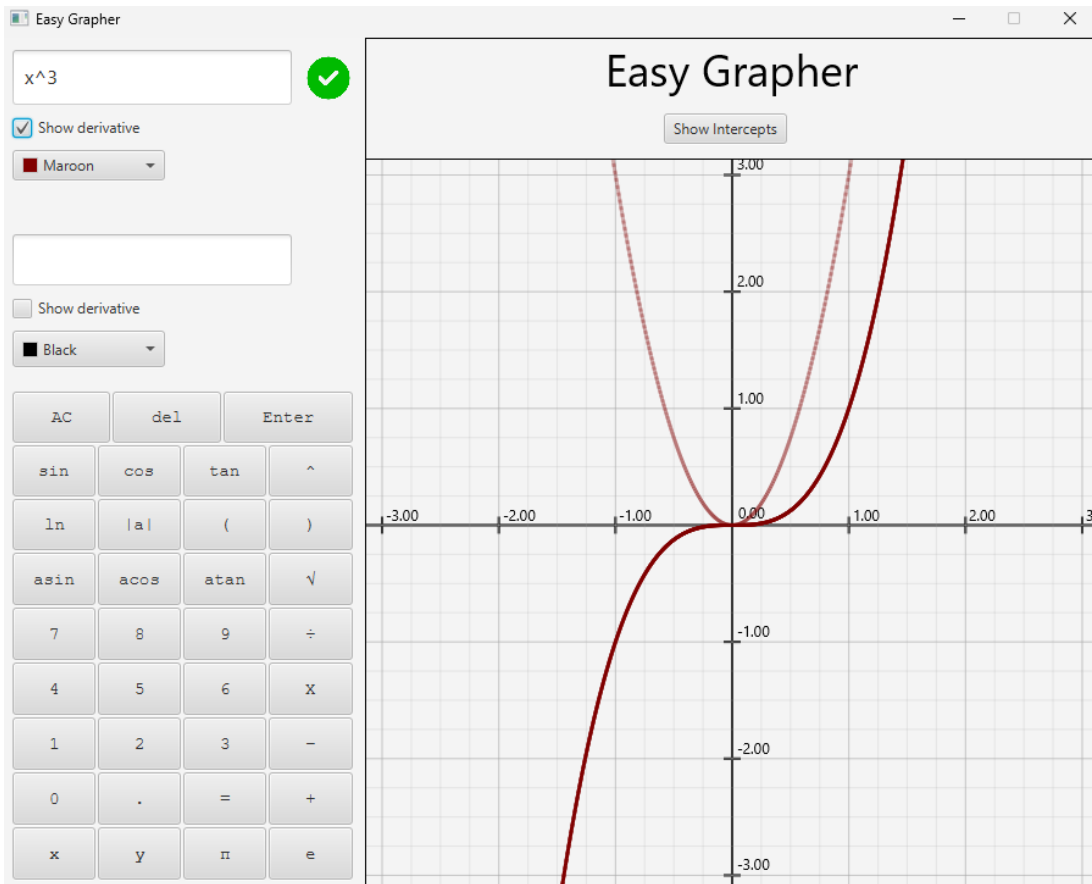 Easy Grapher
x^3
Show derivative
Maroon
Show derivative
Black
AC del Enter
sin cos tan ^
ln |a| ( )
asin acos atan √
7 8 9 ÷
4 5 6 X
1 2 3 −
0 . = +
x y π e
Easy Grapher
Show Intercepts
3.00
2.00
1.00
-3.00 -2.00 -1.00 0.00 1.00 2.00 3
-1.00
-2.00
-3.00